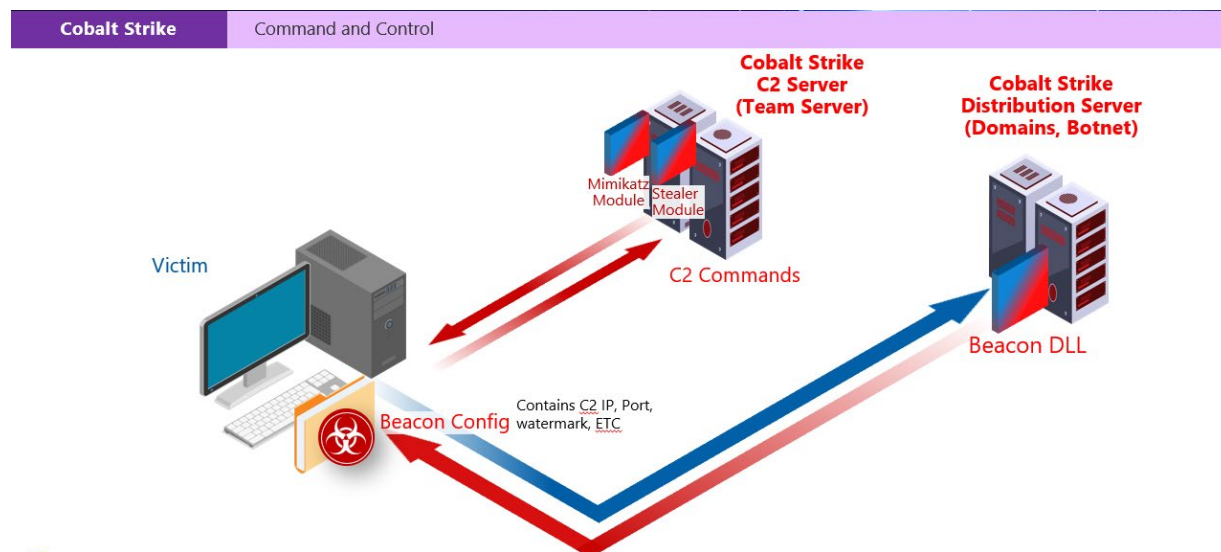 Cobalt Strike
Command and Control
Cobalt Strike
C2 Server
(Team Server)
Cobalt Strike
Distribution Server
(Domains, Botnet)
Mimikatz
Module
Stealer
Module
Victim
C2 Commands
Beacon DLL
Beacon Config
Contains C2 IP, Port,
watermark, ETC